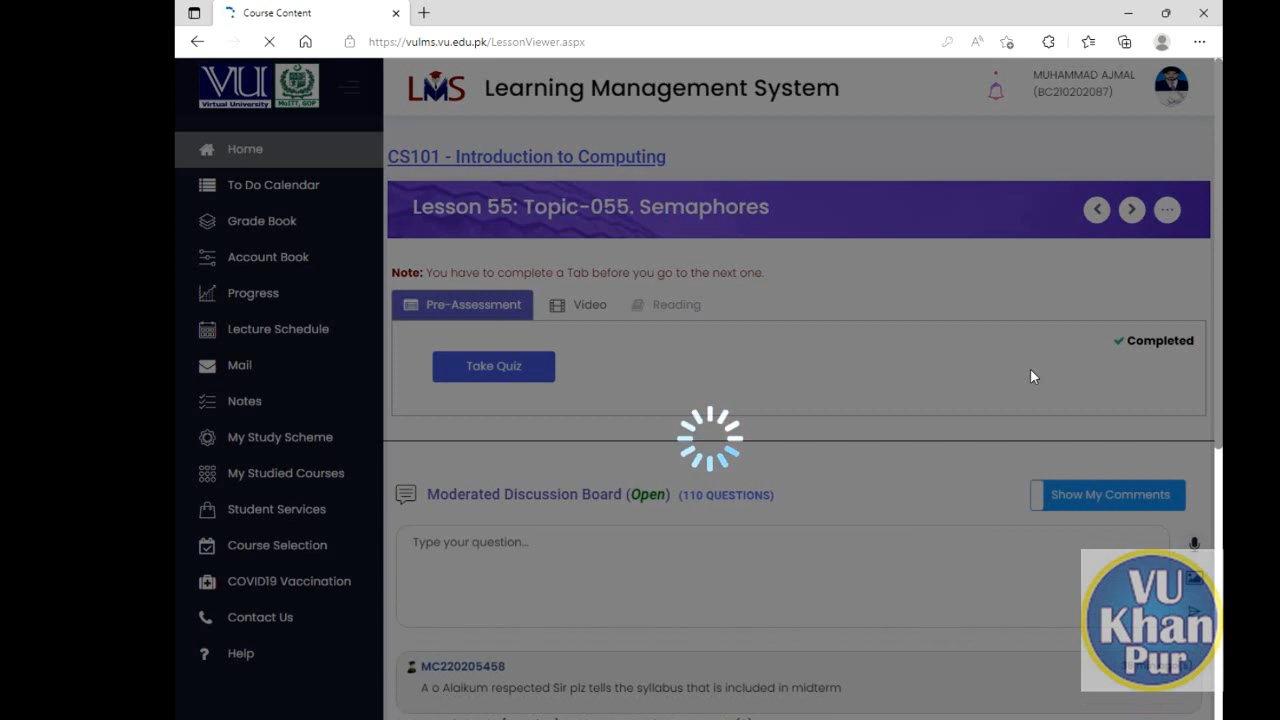 Course Content
https://vulms.vu.edu.pk/LessonViewer.aspx
VU
Virtual University
MoITT, GOP
LMS
Learning Management System
MUHAMMAD AJMAL
(BC210202087)
Home
To Do Calendar
Grade Book
Account Book
Progress
Lecture Schedule
Mail
Notes
My Study Scheme
My Studied Courses
Student Services
Course Selection
COVID19 Vaccination
Contact Us
Help
CS101 - Introduction to Computing
Lesson 55: Topic-055. Semaphores
Note: You have to complete a Tab before you go to the next one.
Pre-Assessment
Video
Reading
Completed
Take Quiz
Moderated Discussion Board (Open) (110 QUESTIONS)
Show My Comments
Type your question...
MC220205458
A o Alaikum respected Sir plz tells the syllabus that is included in midterm
VU
Khan
Pur